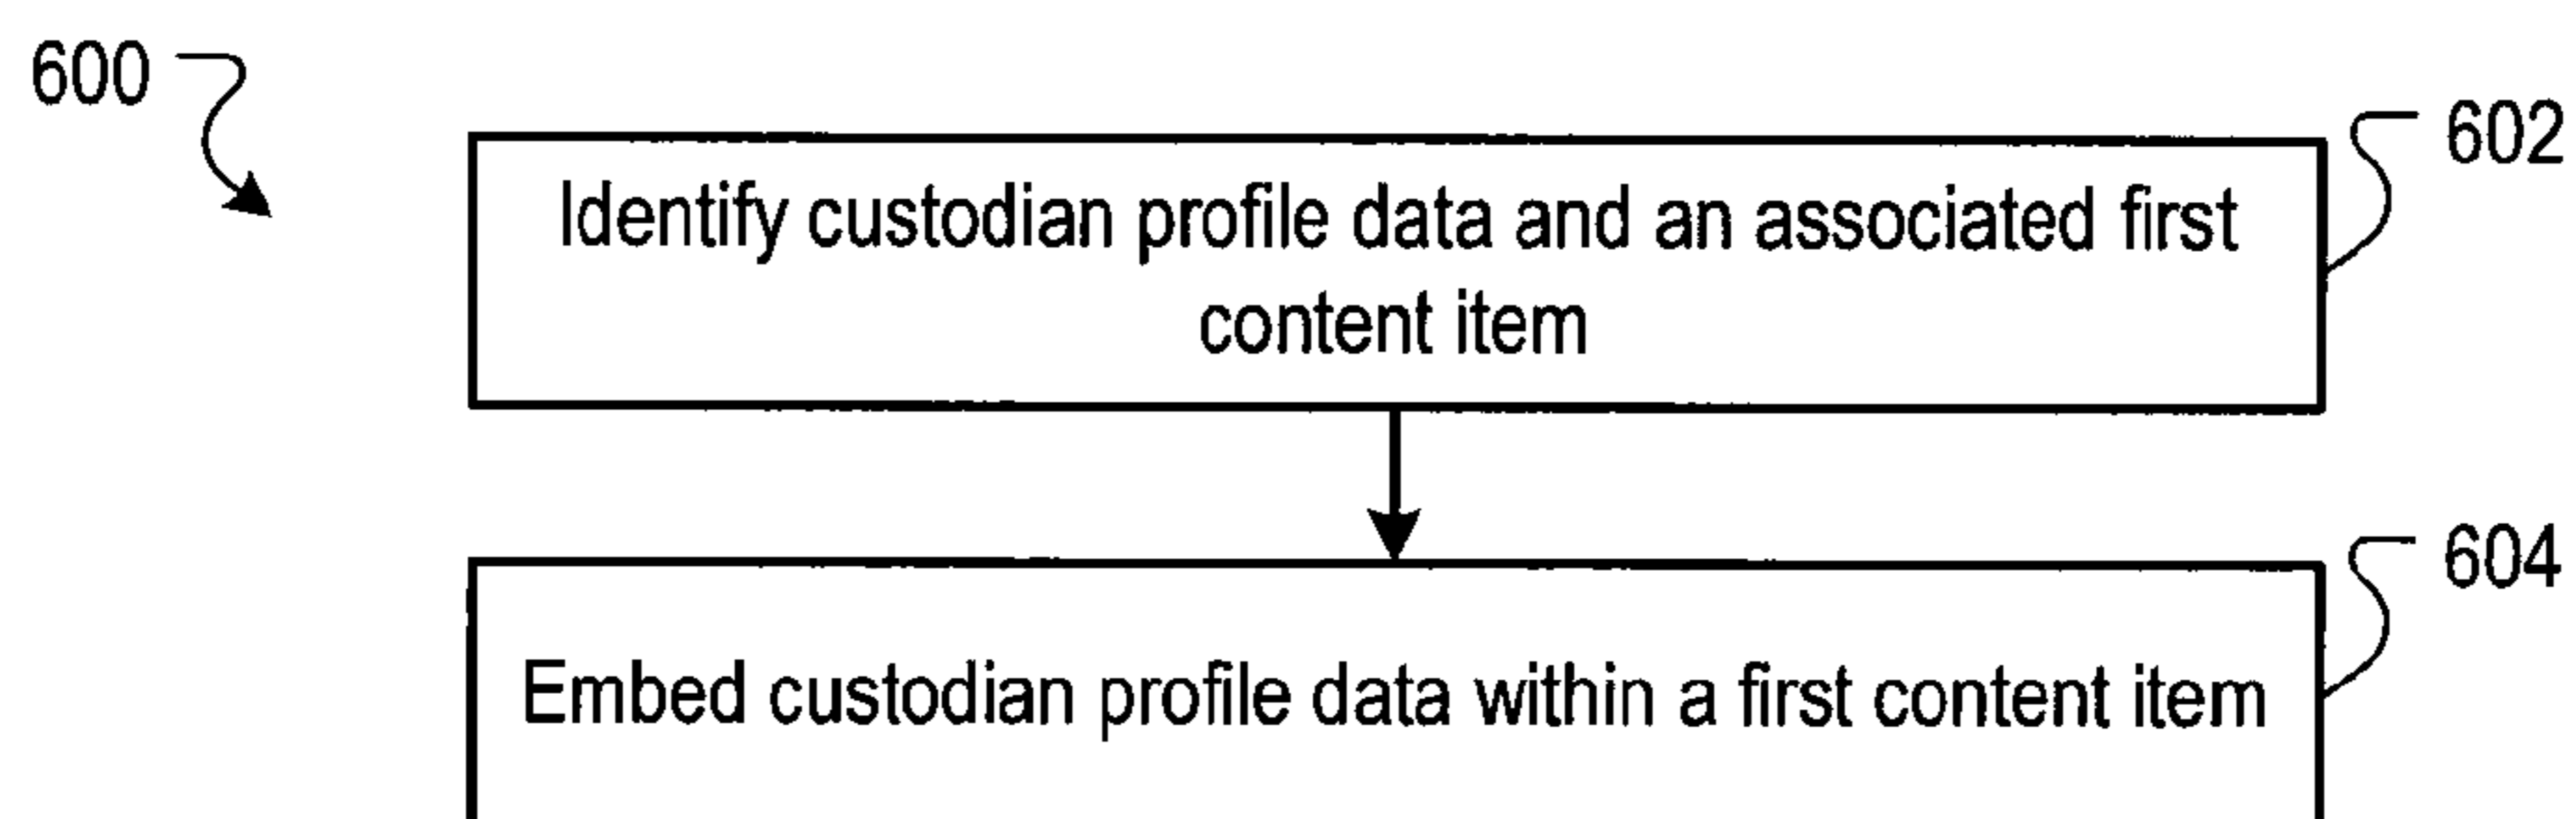 600
602
Identify custodian profile data and an associated first
content item
604
Embed custodian profile data within a first content item